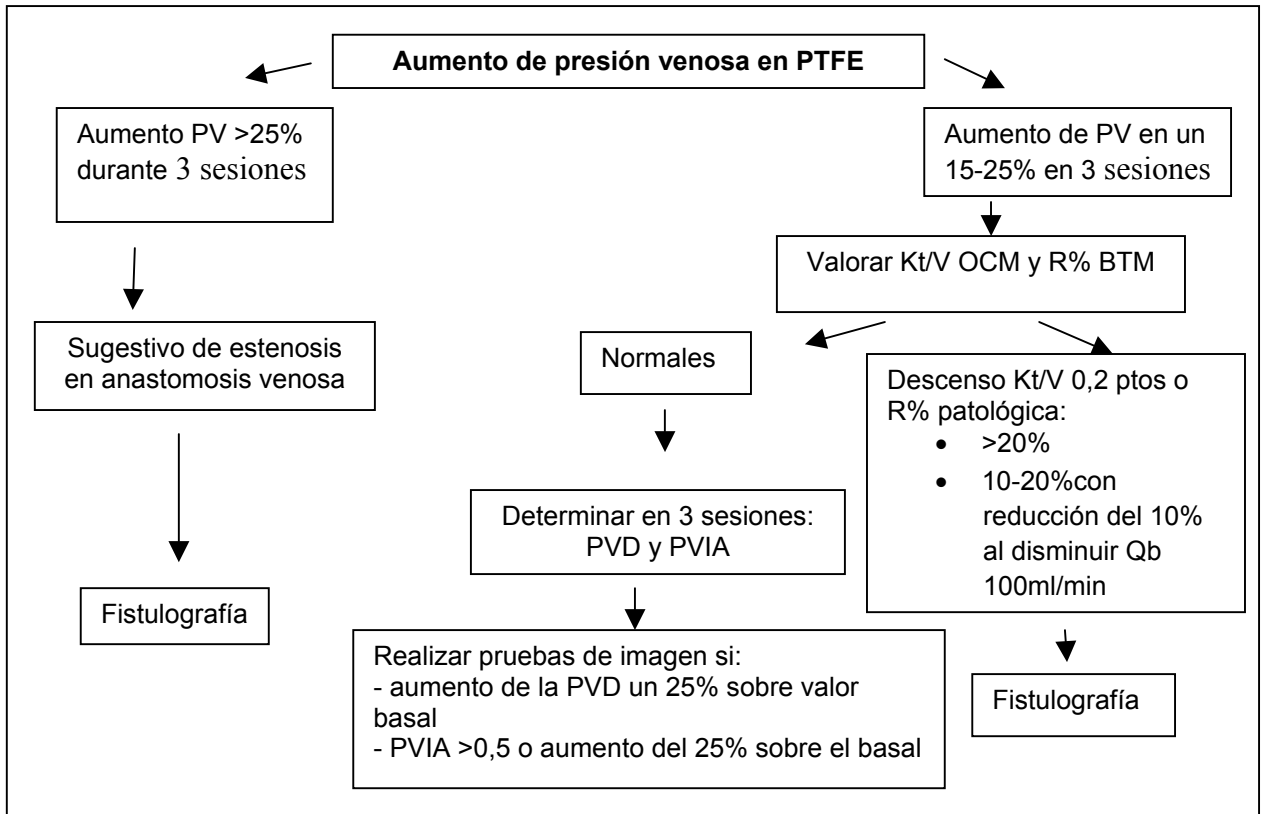 Aumento de presión venosa en PTFE
Aumento PV >25%
durante 3 sesiones
Aumento de PV en un
15-25% en 3 sesiones
Valorar Kt/V OCM y R% BTM
Sugestivo de estenosis
en anastomosis venosa
Normales
Descenso Kt/V 0,2 ptos o
R% patológica:
• >20%
• 10-20%con
reducción del 10%
al disminuir Qb
100ml/min
Determinar en 3 sesiones:
PVD y PVIA
Fistulografía
Realizar pruebas de imagen si:
- aumento de la PVD un 25% sobre valor
basal
- PVIA >0,5 o aumento del 25% sobre el basal
Fistulografía